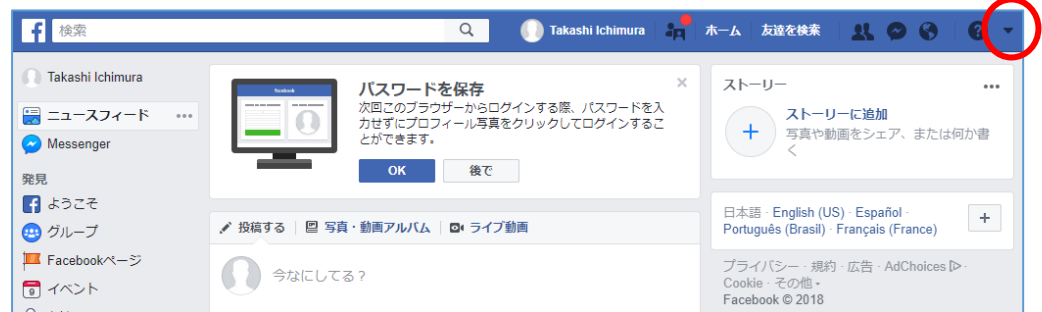 検索
Takashi Ichimura
ホーム
友達を検索
Takashi Ichimura
ニュースフィード
Messenger
発見
ようこそ
グループ
Facebookページ
イベント
facebook
パスワードを保存
次回このブラウザーからログインする際、パスワードを入
力せずにプロフィール写真をクリックしてログインするこ
とができます。
OK
後で
投稿する
写真・動画アルバム
ライブ動画
今なにしてる？
ストーリー
ストーリーに追加
写真や動画をシェア、または何か書
く
日本語 · English (US) · Español ·
Português (Brasil) · Français (France)
プライバシー · 規約 · 広告 · AdChoices ·
Cookie · その他
Facebook © 2018